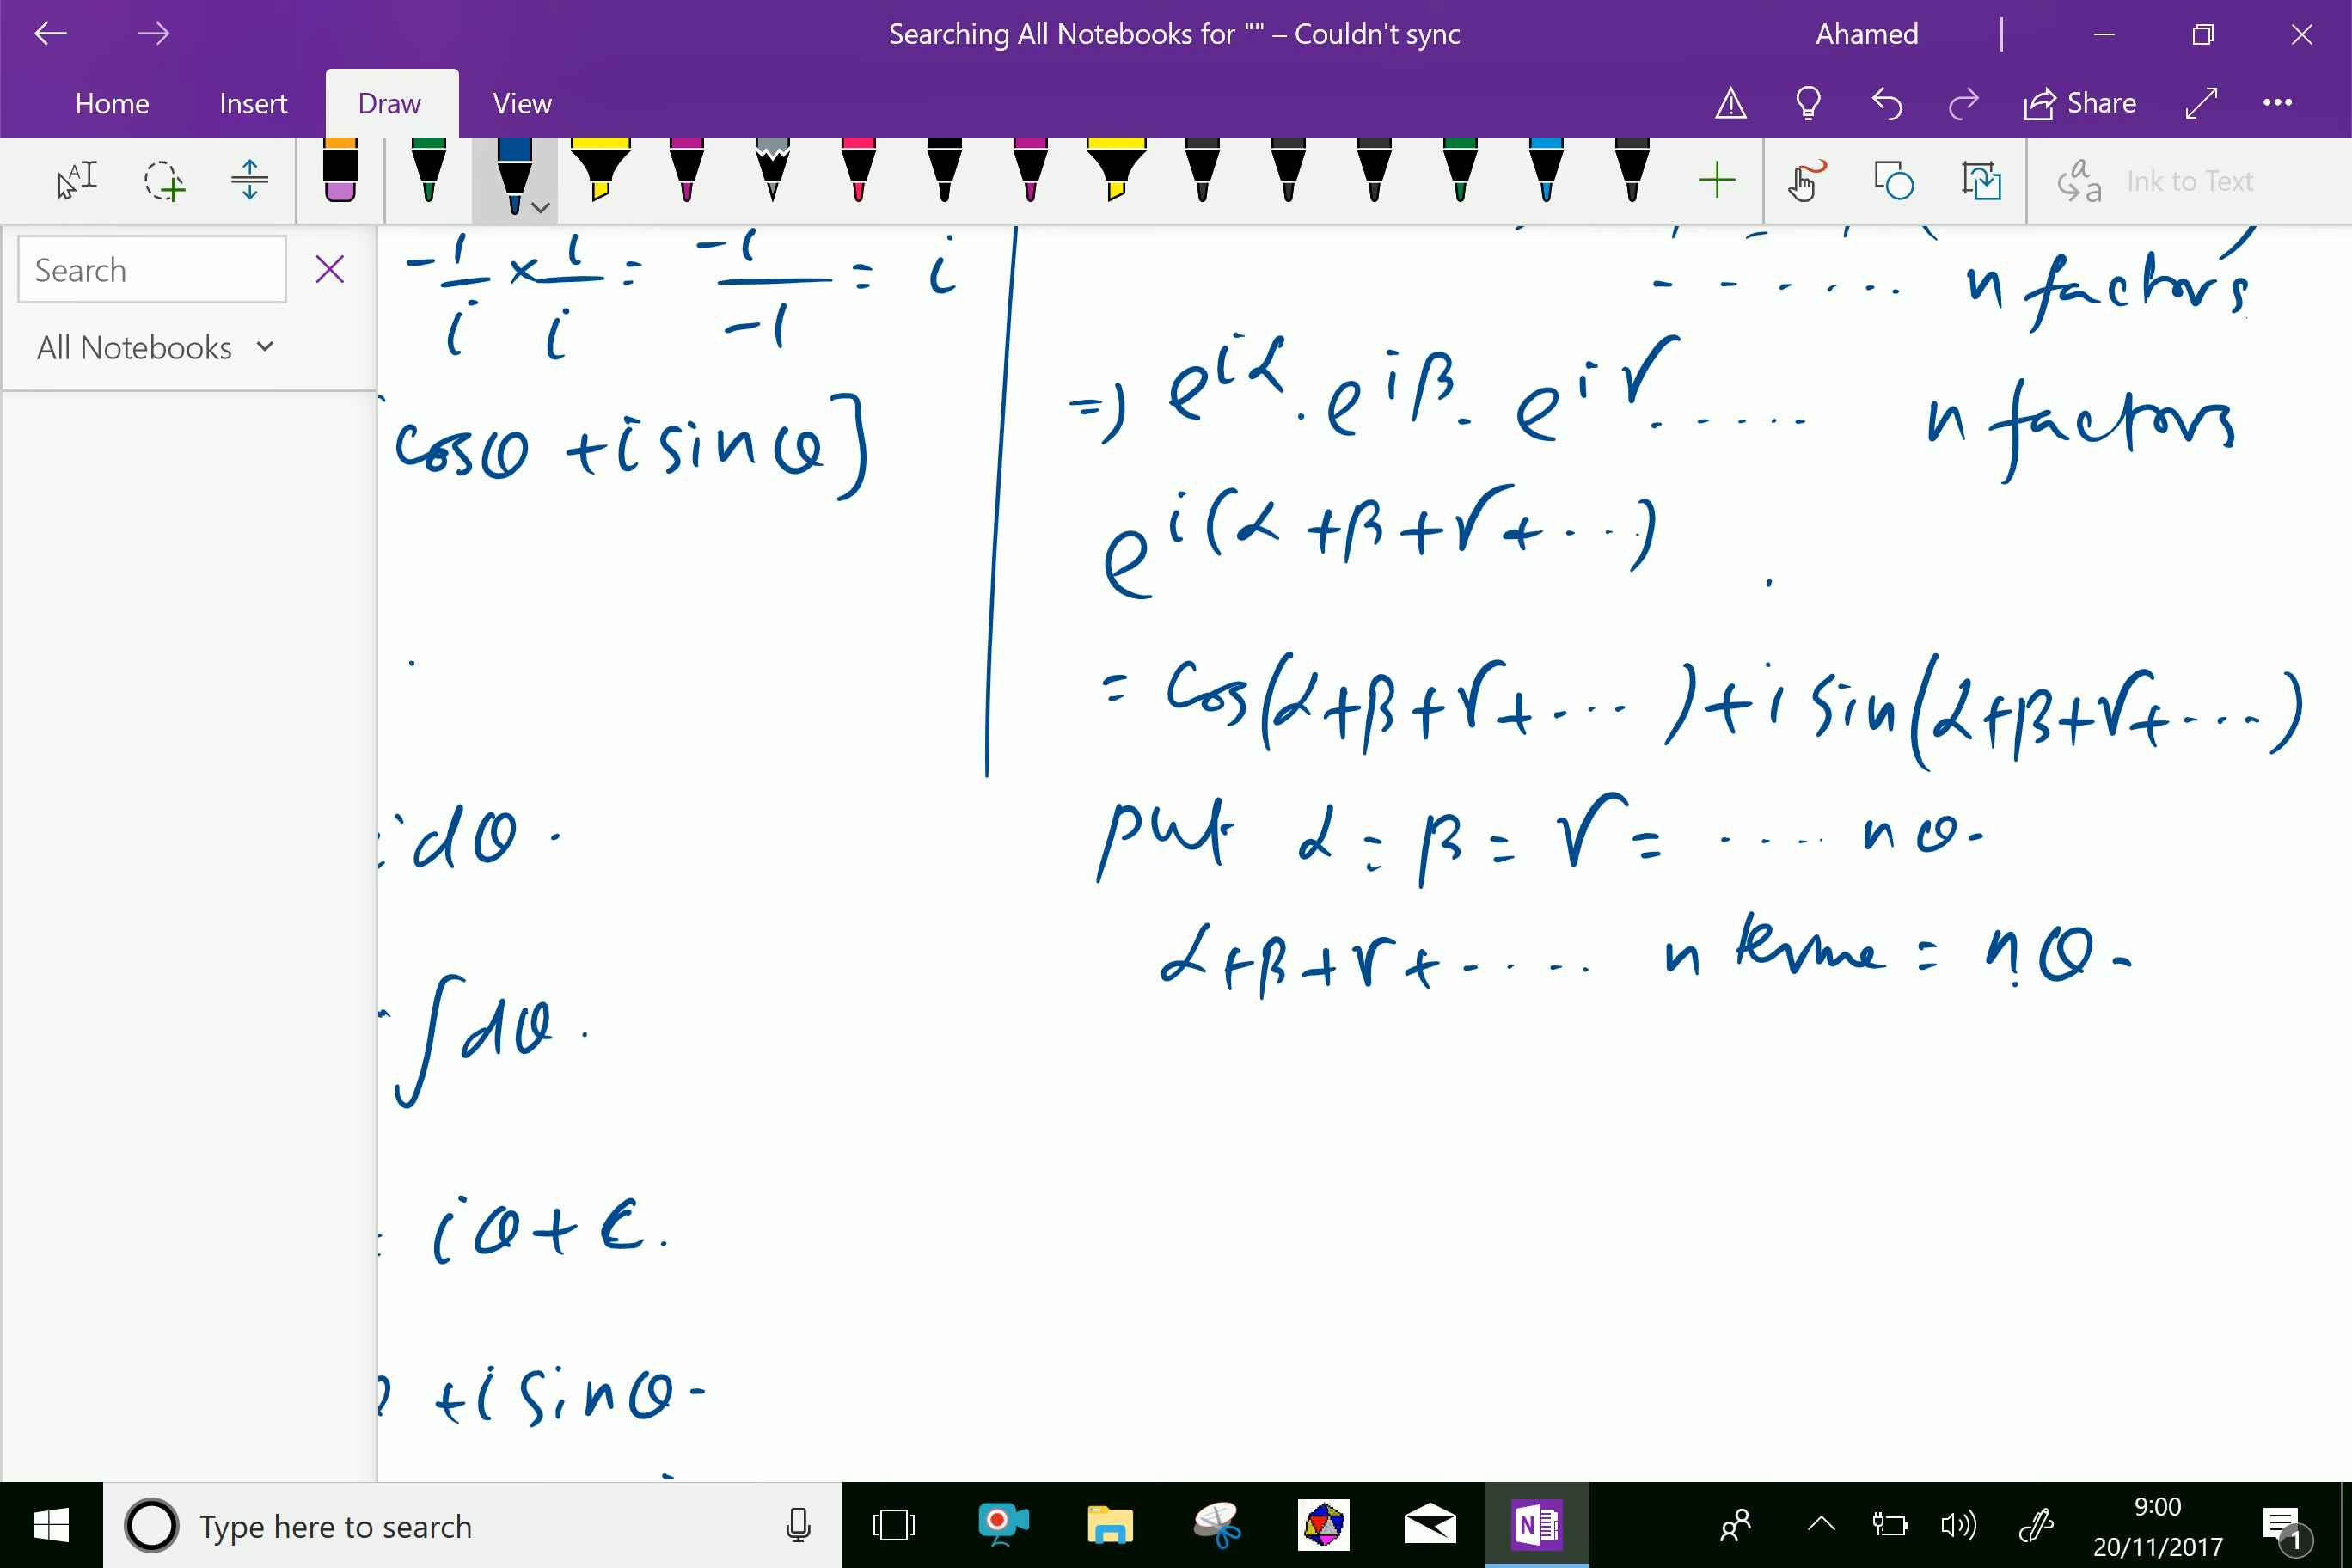 Searching All Notebooks for "" – Couldn't sync
Ahamed
Home Insert Draw View
Share
Ink to Text
Search
All Notebooks
-1/i × i/i = -i/-1 = i
cosθ + i sinθ]
dθ.
∫dθ.
= iθ + c.
+ i sinθ
...... n factors
⇒ e^{iα} . e^{iβ} . e^{iγ} ..... n factors
e^{i(α+β+γ+...)}
= cos(α+β+γ+....) + i sin(α+β+γ+....)
put α = β = γ = ..... nθ
α+β+γ+..... n terms = nθ
Type here to search
9:00
20/11/2017
1